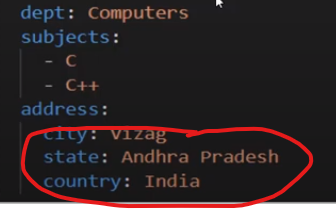 dept: Computers
subjects:
- C
- C++
address:
city: Vizag
state: Andhra Pradesh
country: India